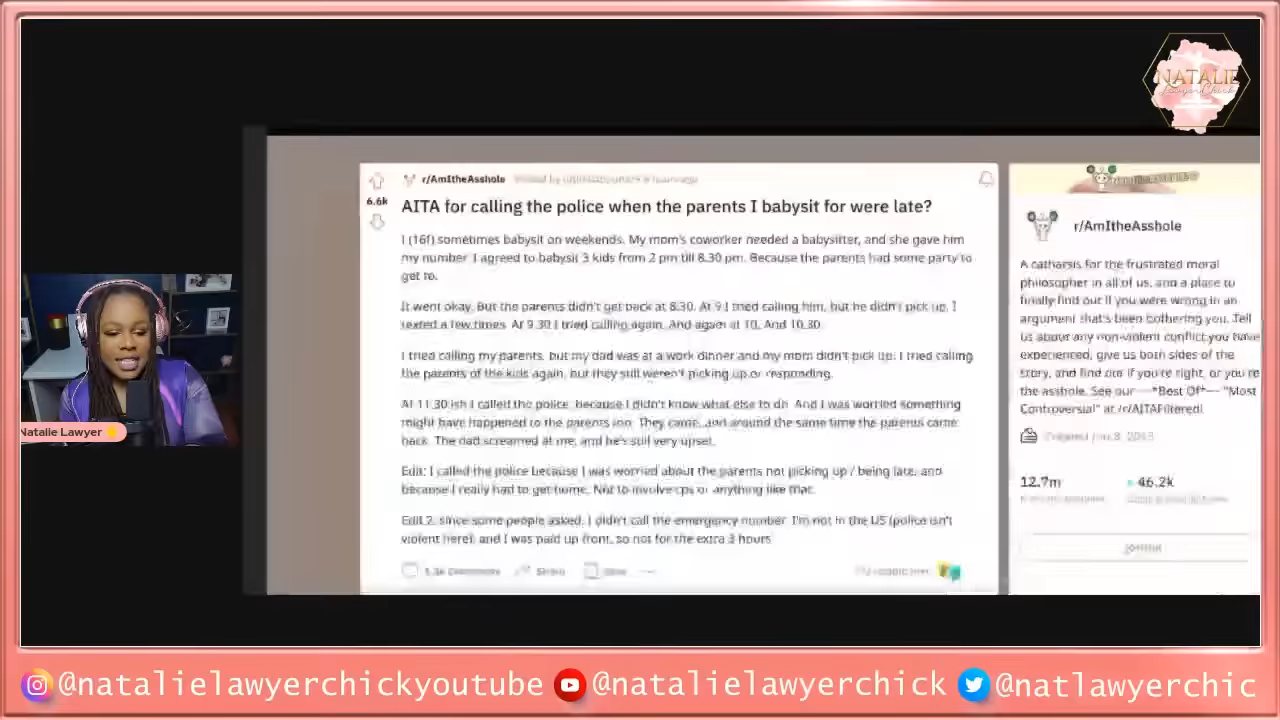 NATALIE
LawyerChick
r/AmItheAsshole
6.6k
AITA for calling the police when the parents I babysit for were late?
I (16f) sometimes babysit on weekends. My mom's coworker needed a babysitter, and she gave him
my number. I agreed to babysit 3 kids from 2 pm till 8.30 pm. Because the parents had some party to
get to.
It went okay. But the parents didn't get back at 8.30. At 9 I tried calling him, but he didn't pick up. I
texted a few times. At 9.30 I tried calling again. And again at 10. And 10.30.
I tried calling my parents, but my dad was at a work dinner and my mom didn't pick up. I tried calling
the parents of the kids again, but they still weren't picking up or responding.
At 11.30 ish I called the police, because I didn't know what else to do. And I was worried something
might have happened to the parents too. They came, and around the same time the parents came
back. The dad screamed at me, and he's still very upset.
Edit: I called the police because I was worried about the parents not picking up / being late, and
because I really had to get home. Not to involve cps or anything like that.
Edit 2: since some people asked. I didn't call the emergency number. I'm not in the US (police isn't
violent here), and I was paid up front, so not for the extra 3 hours
Comments
Share
Save
r/AmItheAsshole
A catharsis for the frustrated moral
philosopher in all of us, and a place to
finally find out if you were wrong in an
argument that's been bothering you. Tell
us about any non-violent conflict you have
experienced; give us both sides of the
story, and find out if you're right, or you're
the asshole. See our ~~*Best Of*~~ "Most
Controversial" at /r/AITAFiltered!
Created Jun 8, 2013
12.7m
46.2k
Natalie Lawyer
@natalielawyerchickyoutube
@natalielawyerchick
@natlawyerchic